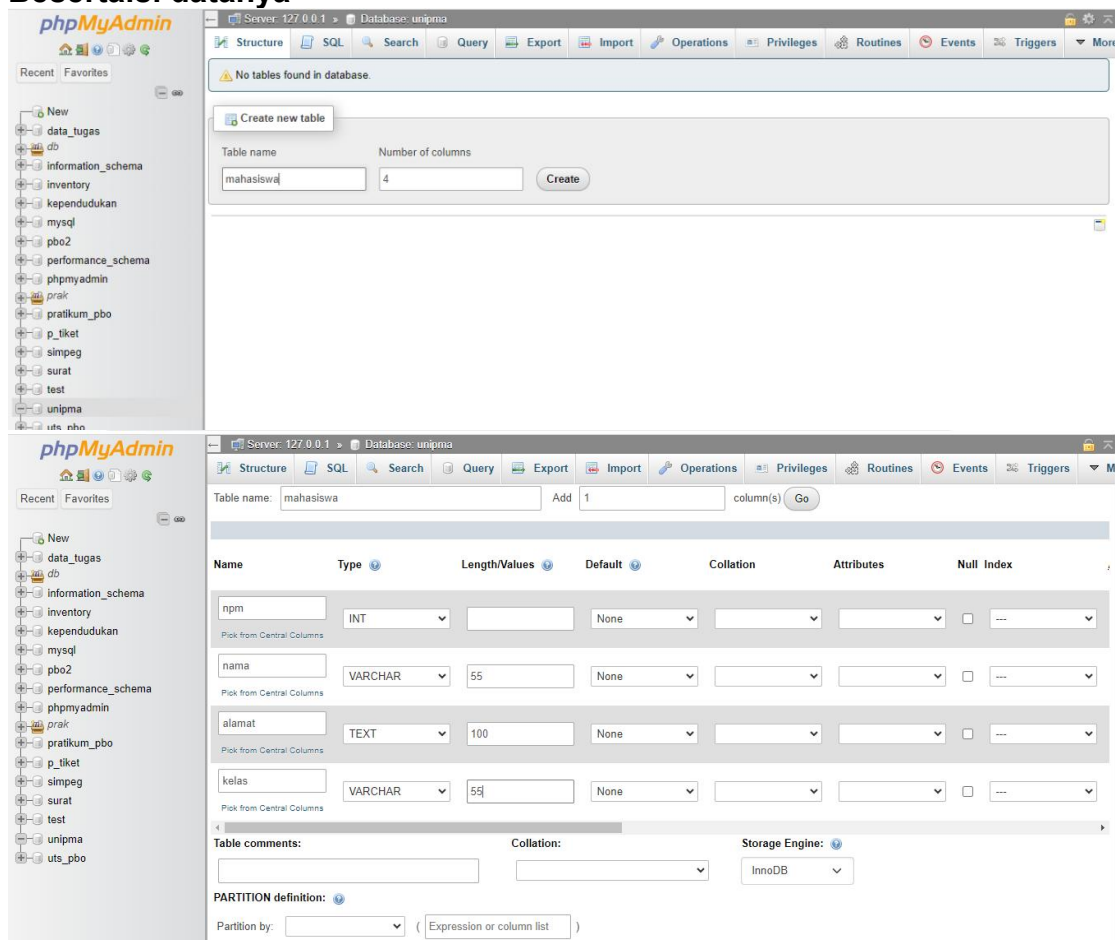 Besertaisi datanya
phpMyAdmin
Server: 127.0.0.1 » Database: unipma
Structure SQL Search Query Export Import Operations Privileges Routines Events Triggers More
Recent Favorites
No tables found in database.
New
data_tugas
db
information_schema
inventory
kependudukan
mysql
pbo2
performance_schema
phpmyadmin
prak
pratikum_pbo
p_tiket
simpeg
surat
test
unipma
uts_pbo
Create new table
Table name Number of columns
mahasiswa 4 Create
phpMyAdmin
Server: 127.0.0.1 » Database: unipma
Structure SQL Search Query Export Import Operations Privileges Routines Events Triggers M
Recent Favorites
New
data_tugas
db
information_schema
inventory
kependudukan
mysql
pbo2
performance_schema
phpmyadmin
prak
pratikum_pbo
p_tiket
simpeg
surat
test
unipma
uts_pbo
Table name: mahasiswa Add 1 column(s) Go
Name Type Length/Values Default Collation Attributes Null Index
npm INT None ---
Pick from Central Columns
nama VARCHAR 55 None ---
Pick from Central Columns
alamat TEXT 100 None ---
Pick from Central Columns
kelas VARCHAR 55 None ---
Pick from Central Columns
Table comments: Collation: Storage Engine:
InnoDB
PARTITION definition:
Partition by: ( Expression or column list )